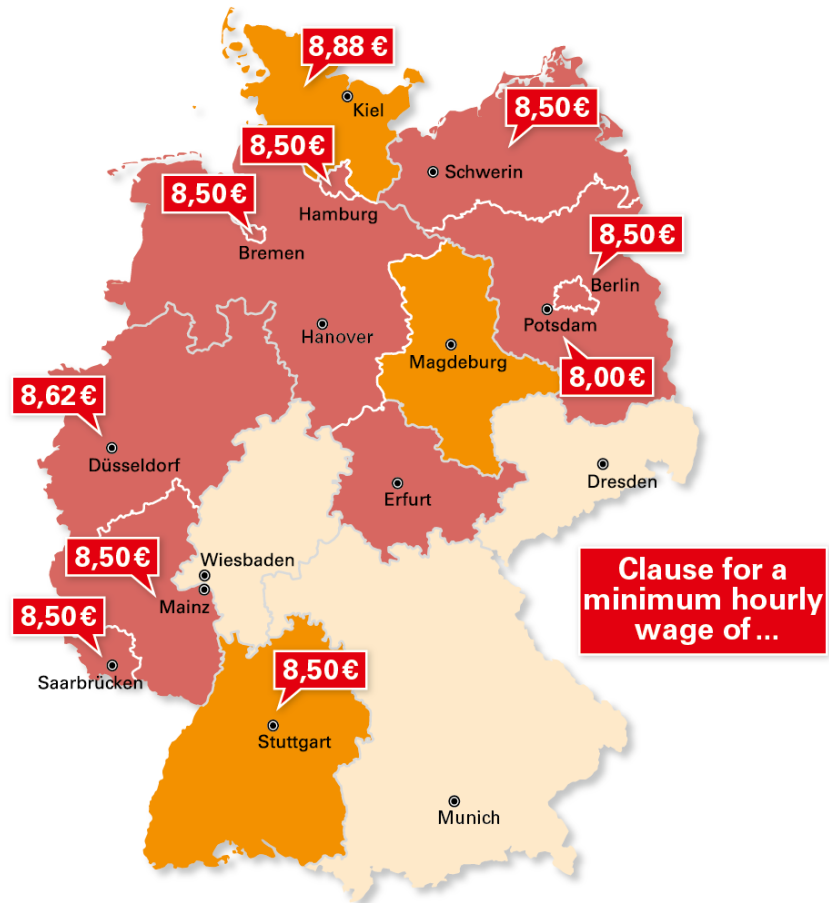 8,88 €
Kiel
8,50 €
8,50 €
Schwerin
8,50 €
Hamburg
Bremen
8,50 €
Berlin
Potsdam
Hanover
Magdeburg
8,00 €
8,62 €
Düsseldorf
Erfurt
Dresden
8,50 €
Wiesbaden
Mainz
8,50 €
Saarbrücken
Clause for a
minimum hourly
wage of ...
8,50 €
Stuttgart
Munich